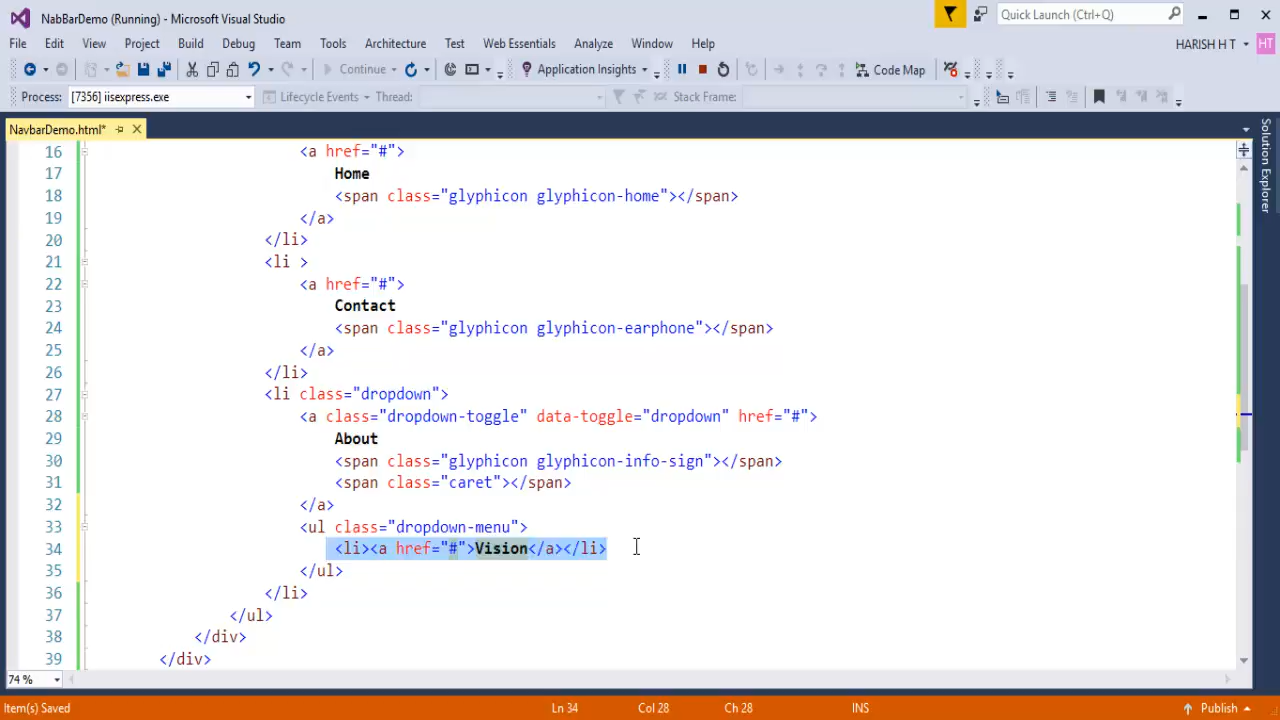 NabBarDemo (Running) - Microsoft Visual Studio
Quick Launch (Ctrl+Q)
File Edit View Project Build Debug Team Tools Architecture Test Web Essentials Analyze Window Help
HARISH H T HT
Continue Application Insights Code Map
Process: [7356] iisexpress.exe Lifecycle Events Thread: Stack Frame:
NavbarDemo.html*
Solution Explorer
16 <a href="#">
17 Home
18 <span class="glyphicon glyphicon-home"></span>
19 </a>
20 </li>
21 <li >
22 <a href="#">
23 Contact
24 <span class="glyphicon glyphicon-earphone"></span>
25 </a>
26 </li>
27 <li class="dropdown">
28 <a class="dropdown-toggle" data-toggle="dropdown" href="#">
29 About
30 <span class="glyphicon glyphicon-info-sign"></span>
31 <span class="caret"></span>
32 </a>
33 <ul class="dropdown-menu">
34 <li><a href="#">Vision</a></li>
35 </ul>
36 </li>
37 </ul>
38 </div>
39 </div>
74 %
Item(s) Saved Ln 34 Col 28 Ch 28 INS Publish